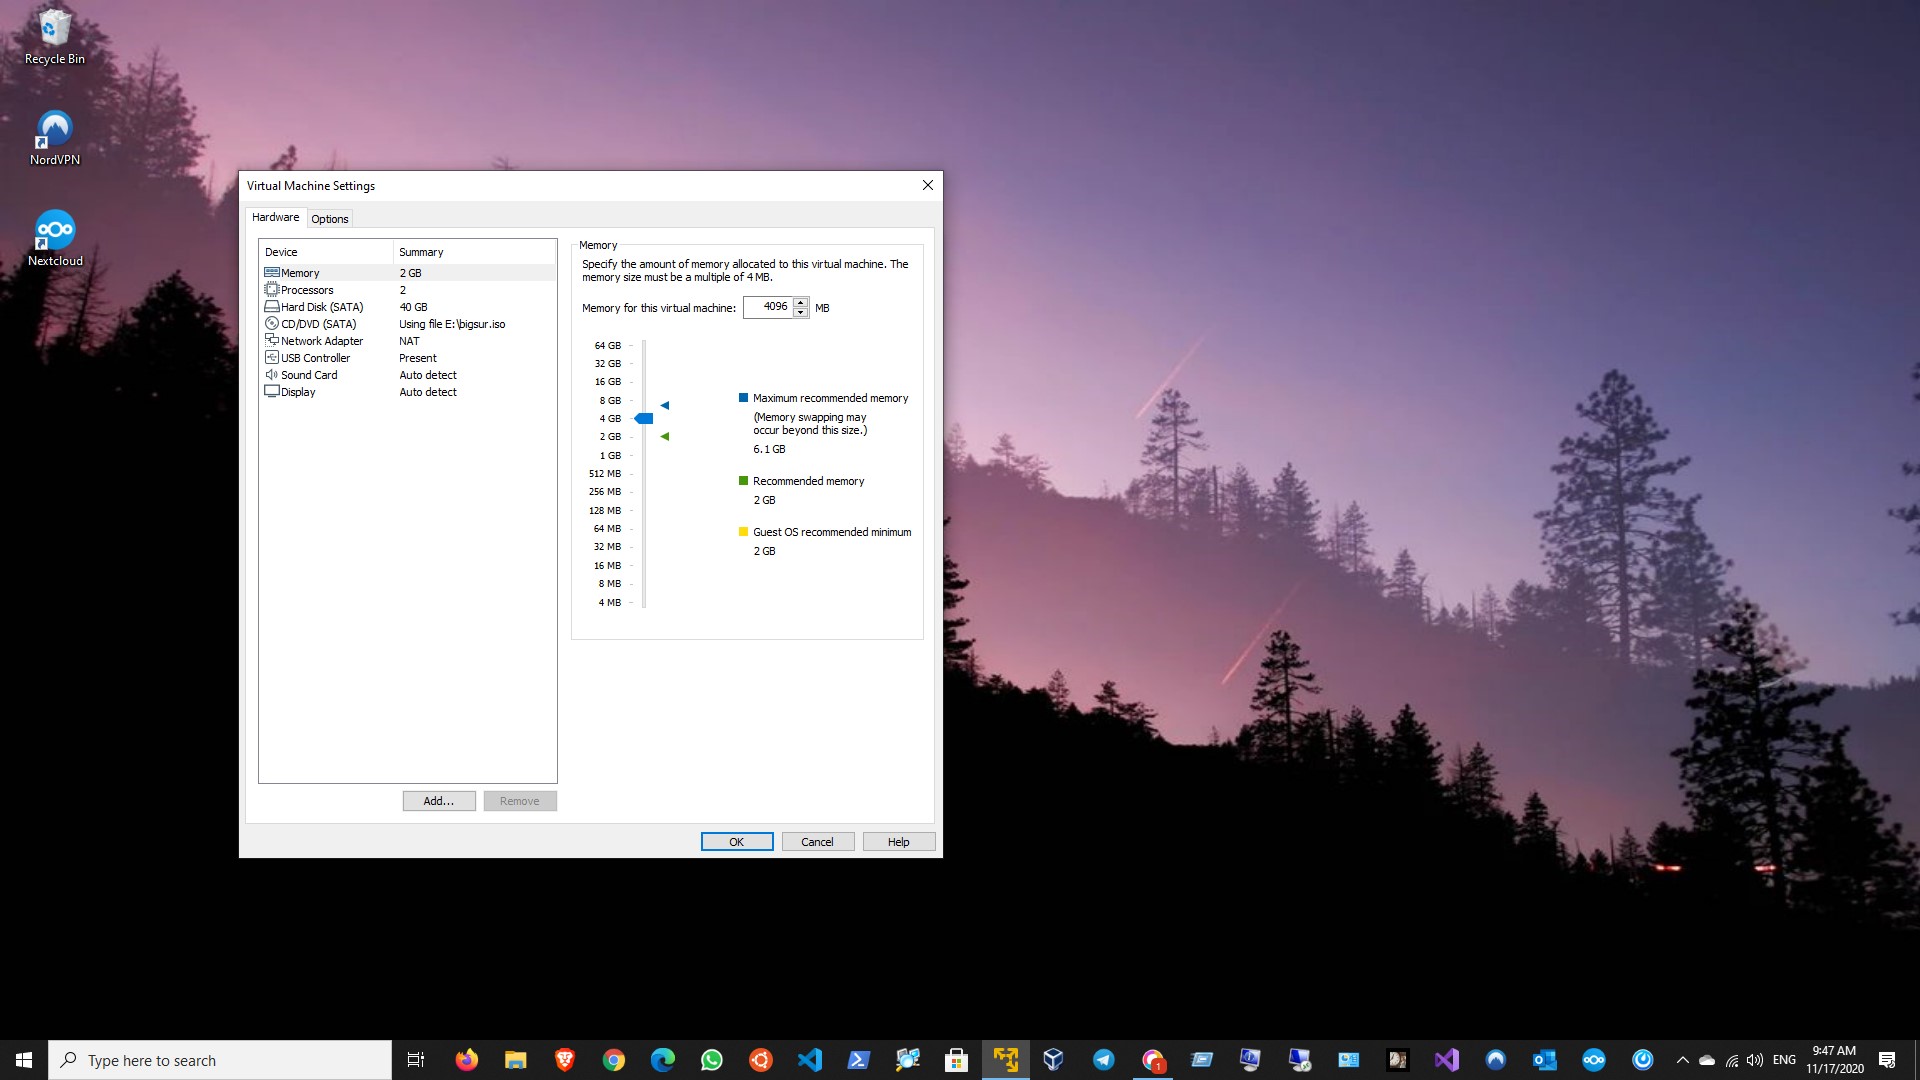 Recycle Bin
NordVPN
Nextcloud
Virtual Machine Settings
Hardware
Options
Device Summary
Memory 2 GB
Processors 2
Hard Disk (SATA) 40 GB
CD/DVD (SATA) Using file E:\bigsur.iso
Network Adapter NAT
USB Controller Present
Sound Card Auto detect
Display Auto detect
Add...
Remove
Memory
Specify the amount of memory allocated to this virtual machine. The
memory size must be a multiple of 4 MB.
Memory for this virtual machine: 4096 MB
64 GB
32 GB
16 GB
8 GB
4 GB
2 GB
1 GB
512 MB
256 MB
128 MB
64 MB
32 MB
16 MB
8 MB
4 MB
Maximum recommended memory
(Memory swapping may
occur beyond this size.)
6.1 GB
Recommended memory
2 GB
Guest OS recommended minimum
2 GB
OK
Cancel
Help
Type here to search
1
ENG
9:47 AM
11/17/2020